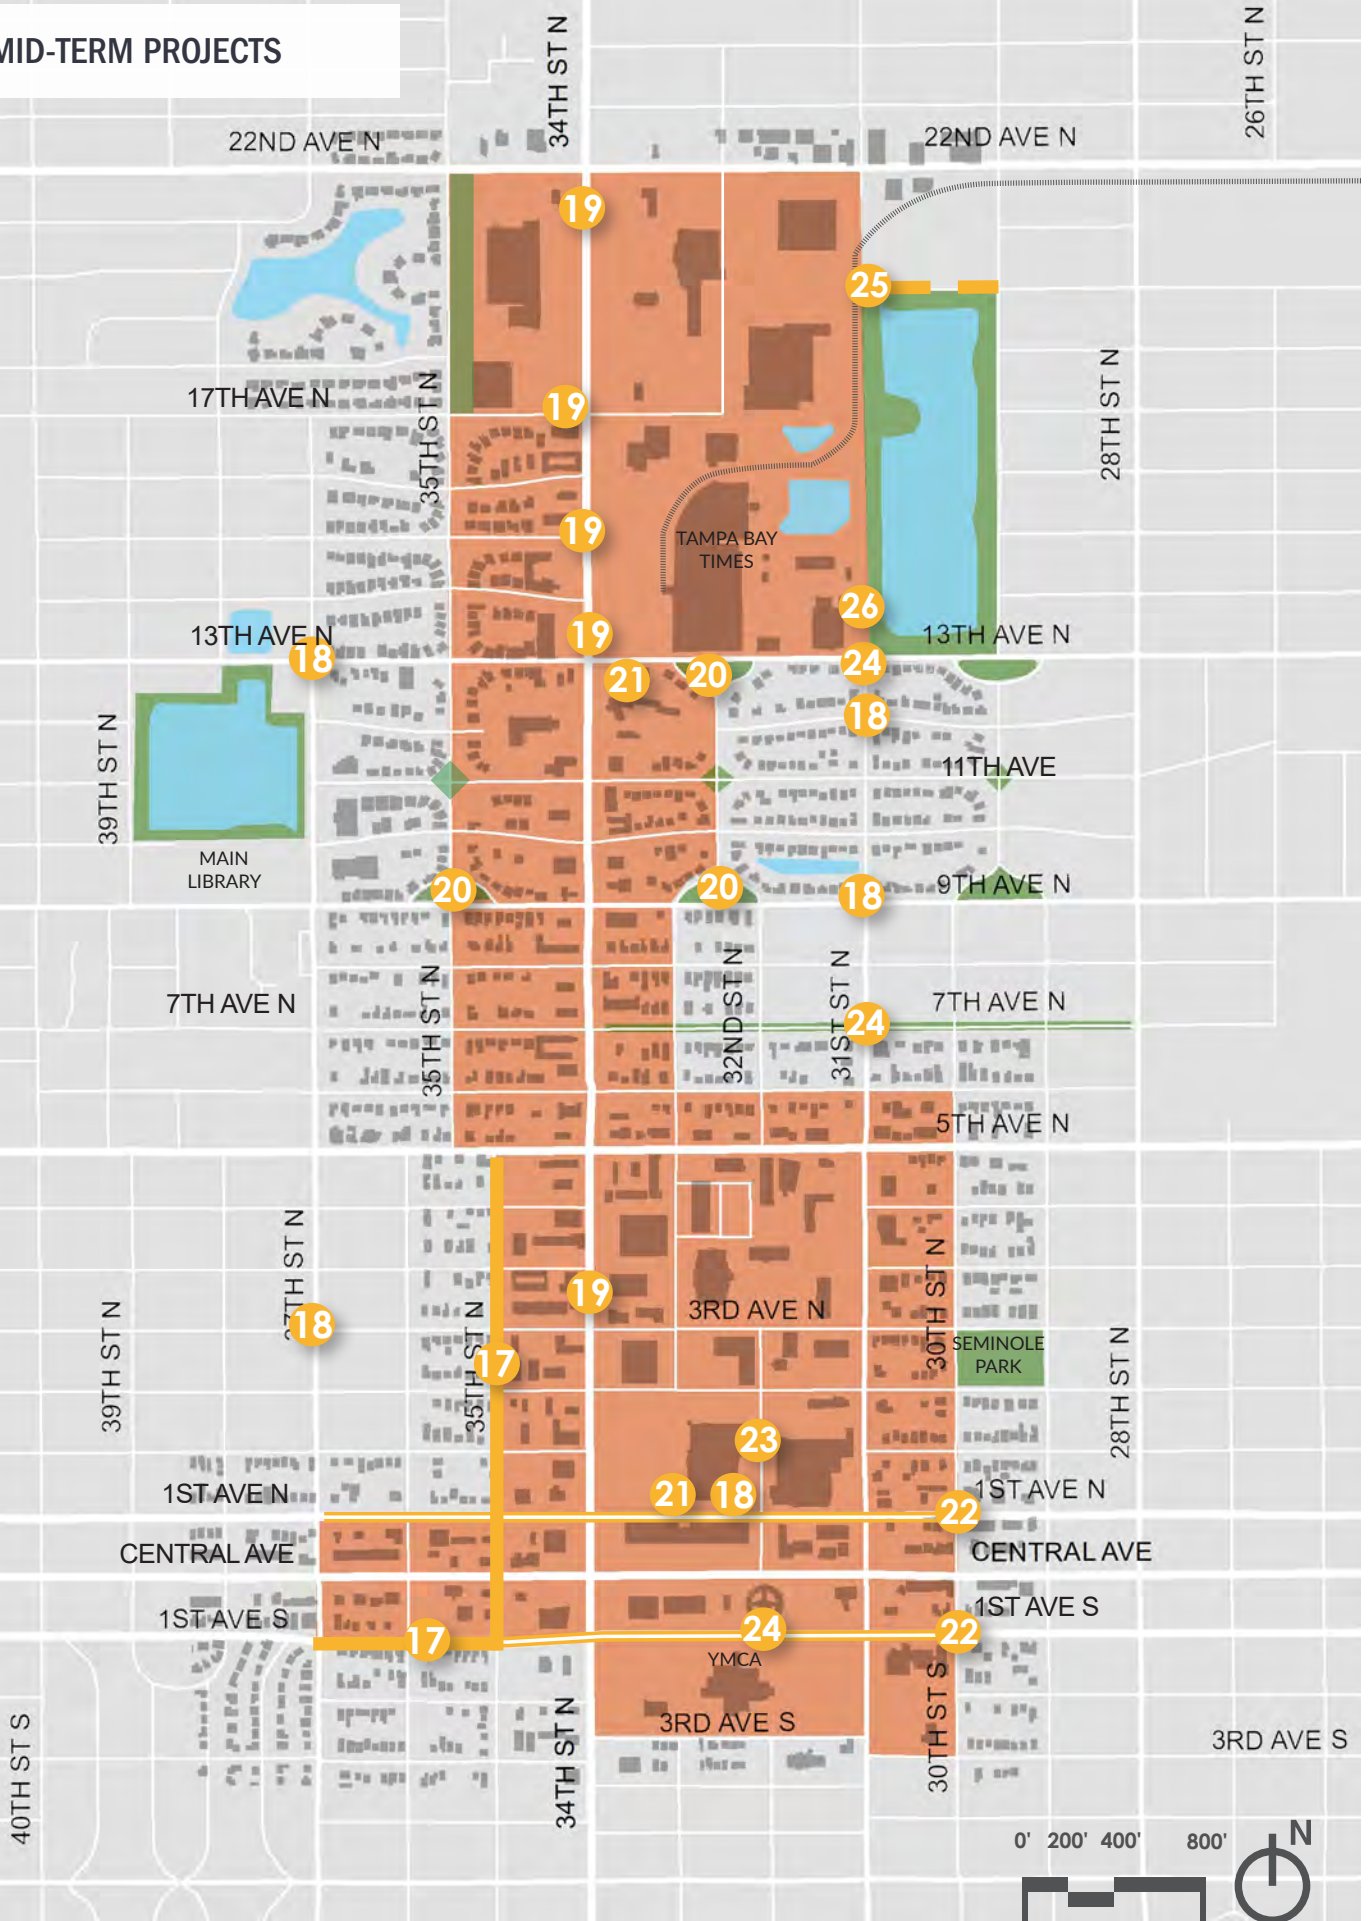 MID-TERM PROJECTS
34TH ST N
26TH ST N
22ND AVE N
22ND AVE N
19
25
28TH ST N
17TH AVE N
35TH ST N
19
19
TAMPA BAY
TIMES
26
13TH AVE N
18
19
13TH AVE N
24
21
20
18
39TH ST N
11TH AVE
MAIN
LIBRARY
20
20
18
9TH AVE N
7TH AVE N
35TH ST N
32ND ST N
31ST ST N
7TH AVE N
24
5TH AVE N
37TH ST N
18
39TH ST N
35TH ST N
17
19
3RD AVE N
30TH ST N
SEMINOLE
PARK
28TH ST N
23
21
18
1ST AVE N
1ST AVE N
22
CENTRAL AVE
CENTRAL AVE
1ST AVE S
1ST AVE S
17
24
22
YMCA
3RD AVE S
3RD AVE S
40TH ST S
34TH ST N
30TH ST S
0' 200' 400' 800'
N